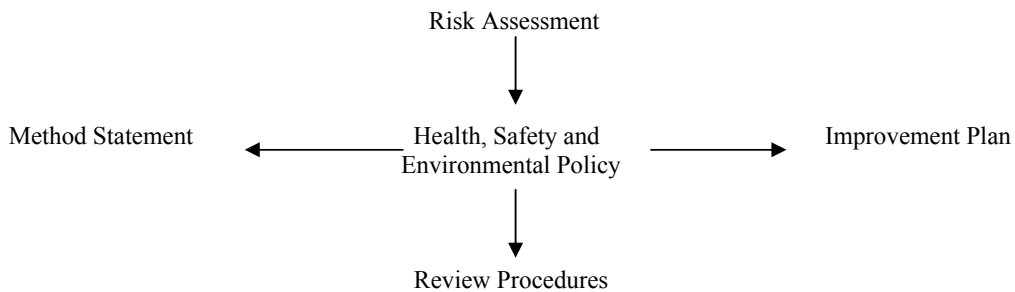 Risk Assessment
Method Statement
Health, Safety and
Environmental Policy
Improvement Plan
Review Procedures